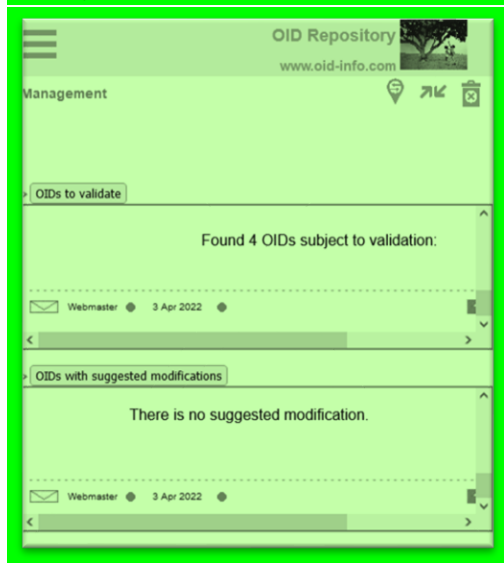 OID Repository
www.oid-info.com
Management
OIDs to validate
Found 4 OIDs subject to validation:
Webmaster 3 Apr 2022
OIDs with suggested modifications
There is no suggested modification.
Webmaster 3 Apr 2022